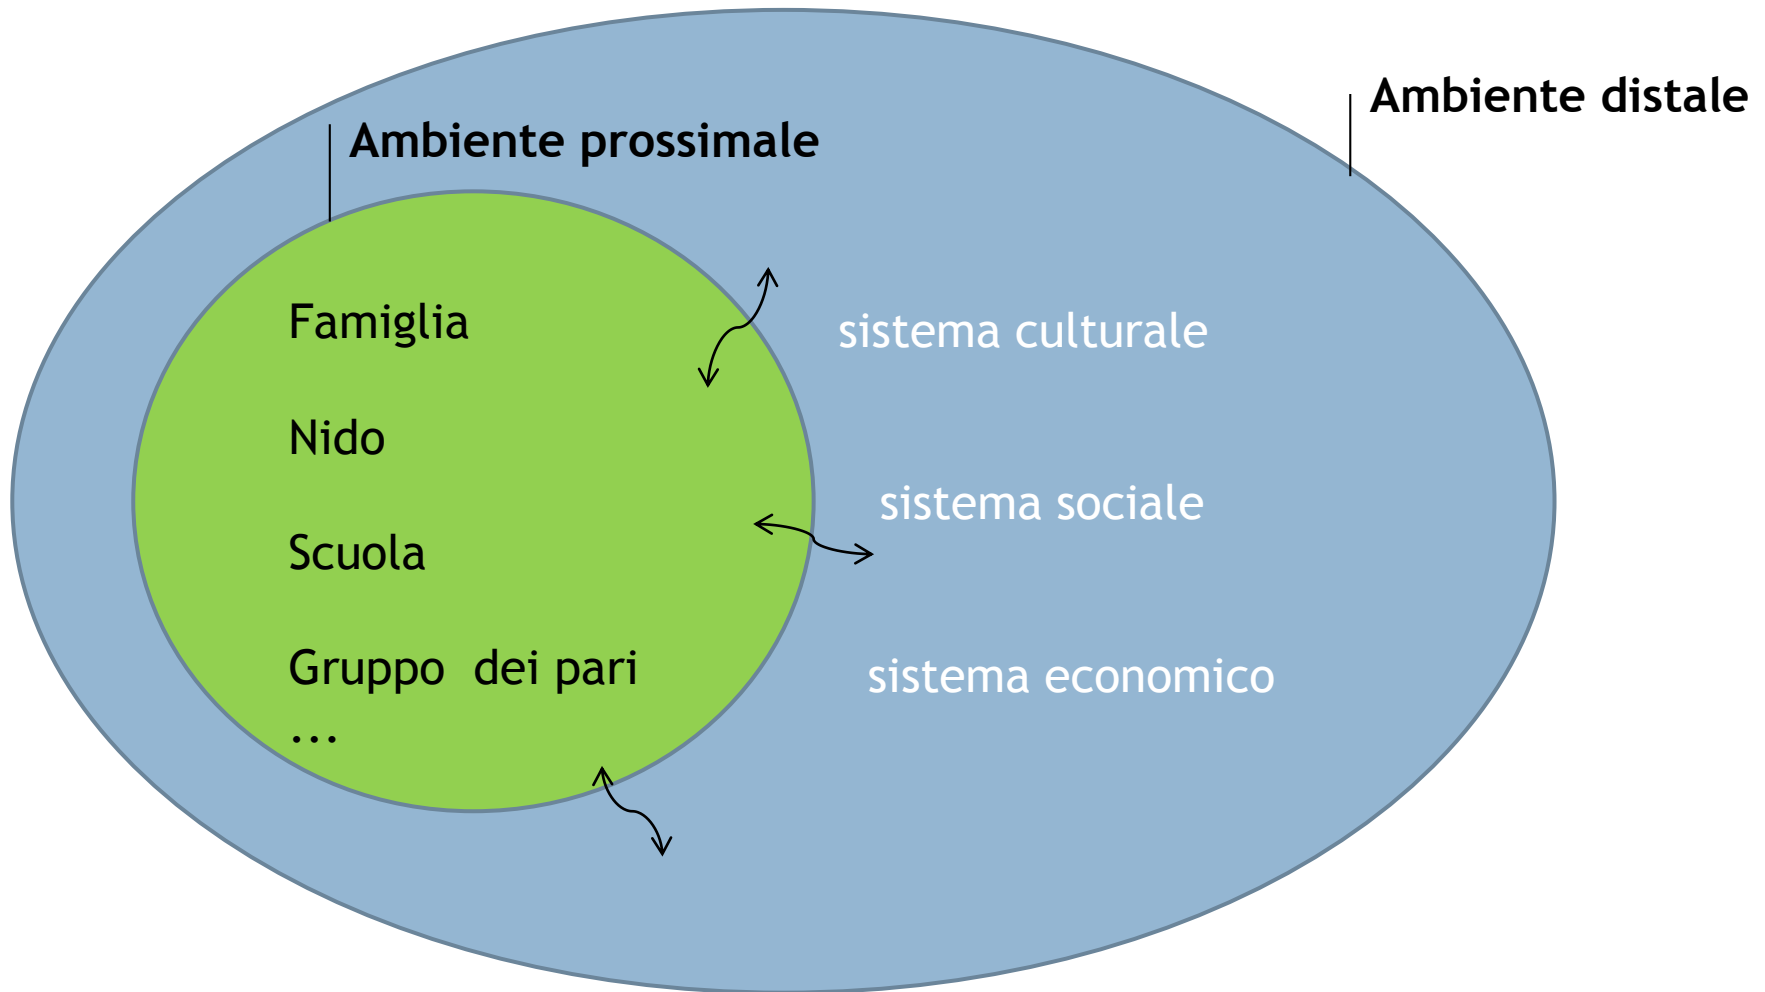 Ambiente distale
Ambiente prossimale
Famiglia
Nido
Scuola
Gruppo dei pari
...
sistema culturale
sistema sociale
sistema economico